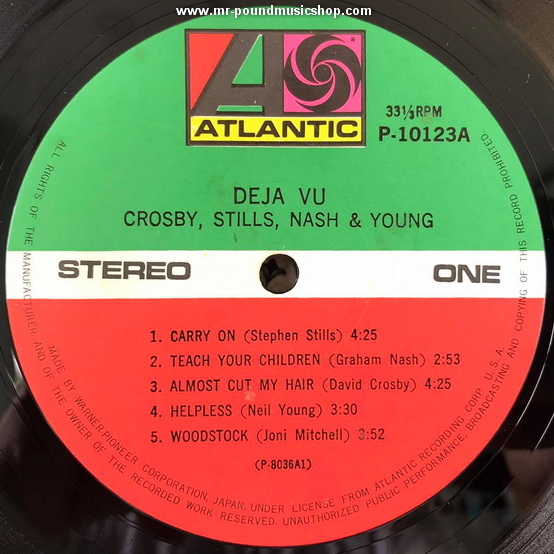 www.mr-poundmusicshop.com
ATLANTIC
33⅓RPM
P-10123A
DEJA VU
CROSBY, STILLS, NASH & YOUNG
STEREO
ONE
1. CARRY ON (Stephen Stills) 4:25
2. TEACH YOUR CHILDREN (Graham Nash) 2:53
3. ALMOST CUT MY HAIR (David Crosby) 4:25
4. HELPLESS (Neil Young) 3:30
5. WOODSTOCK (Joni Mitchell) 3:52
(P-8036A1)
ALL RIGHTS OF THE MANUFACTURER AND OF THE OWNER OF THE RECORDED WORK RESERVED. UNAUTHORIZED PUBLIC PERFORMANCE, BROADCASTING AND COPYING OF THIS RECORD PROHIBITED
MADE BY WARNER-PIONEER CORPORATION, JAPAN, UNDER LICENSE FROM ATLANTIC RECORDING CORP. U.S.A.